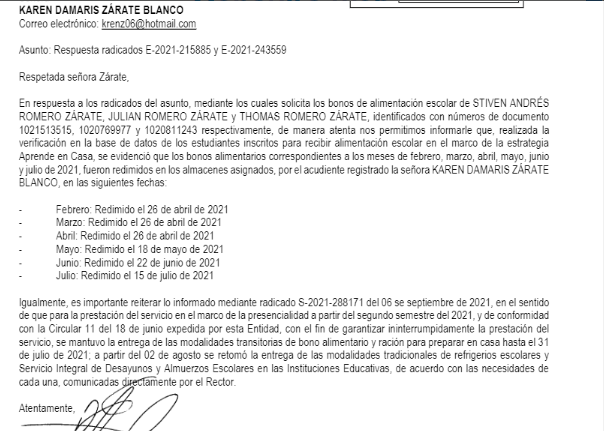 KAREN DAMARIS ZÁRATE BLANCO
Correo electrónico: krenz06@hotmail.com
Asunto: Respuesta radicados E-2021-215885 y E-2021-243559
Respetada señora Zárate,
En respuesta a los radicados del asunto, mediante los cuales solicita los bonos de alimentación escolar de STIVEN ANDRÉS
ROMERO ZÁRATE, JULIAN ROMERO ZÁRATE y THOMAS ROMERO ZÁRATE, identificados con números de documento
1021513515, 1020769977 y 1020811243 respectivamente, de manera atenta nos permitimos informarle que, realizada la
verificación en la base de datos de los estudiantes inscritos para recibir alimentación escolar en el marco de la estrategia
Aprende en Casa, se evidenció que los bonos alimentarios correspondientes a los meses de febrero, marzo, abril, mayo, junio
y julio de 2021, fueron redimidos en los almacenes asignados, por el acudiente registrado la señora KAREN DAMARIS ZÁRATE
BLANCO, en las siguientes fechas:
- Febrero: Redimido el 26 de abril de 2021
- Marzo: Redimido el 26 de abril de 2021
- Abril: Redimido el 26 de abril de 2021
- Mayo: Redimido el 18 de mayo de 2021
- Junio: Redimido el 22 de junio de 2021
- Julio: Redimido el 15 de julio de 2021
Igualmente, es importante reiterar lo informado mediante radicado S-2021-288171 del 06 se septiembre de 2021, en el sentido
de que para la prestación del servicio en el marco de la presencialidad a partir del segundo semestre del 2021, y de conformidad
con la Circular 11 del 18 de junio expedida por esta Entidad, con el fin de garantizar ininterrumpidamente la prestación del
servicio, se mantuvo la entrega de las modalidades transitorias de bono alimentario y ración para preparar en casa hasta el 31
de julio de 2021; a partir del 02 de agosto se retomó la entrega de las modalidades tradicionales de refrigerios escolares y
Servicio Integral de Desayunos y Almuerzos Escolares en las Instituciones Educativas, de acuerdo con las necesidades de
cada una, comunicadas directamente por el Rector.
Atentamente,